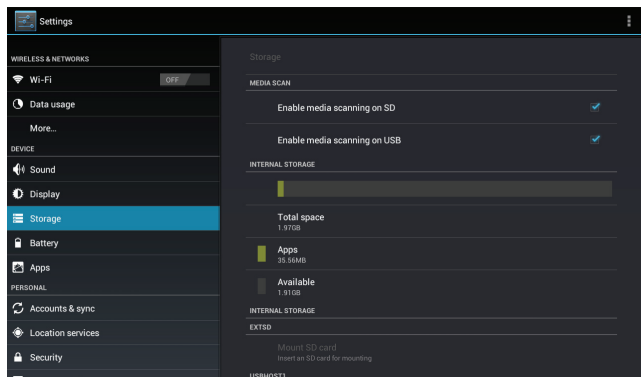 Settings
WIRELESS & NETWORKS
Wi-Fi
OFF
Data usage
More...
DEVICE
Sound
Display
Storage
Battery
Apps
PERSONAL
Accounts & sync
Location services
Security
Storage
MEDIA SCAN
Enable media scanning on SD
Enable media scanning on USB
INTERNAL STORAGE
Total space
1.97GB
Apps
35.56MB
Available
1.91GB
INTERNAL STORAGE
EXTSD
Mount SD card
Insert an SD card for mounting
USBHOST1